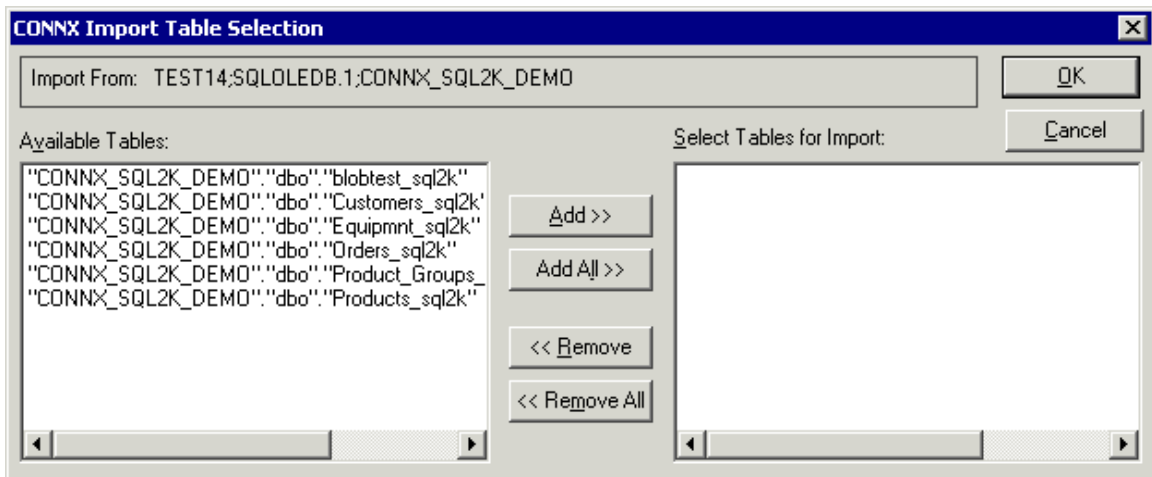 CONNX Import Table Selection
Import From: TEST14;SQLOLEDB.1;CONNX_SQL2K_DEMO
OK
Cancel
Available Tables:
"CONNX_SQL2K_DEMO"."dbo"."blobtest_sql2k"
"CONNX_SQL2K_DEMO"."dbo"."Customers_sql2k"
"CONNX_SQL2K_DEMO"."dbo"."Equipmnt_sql2k"
"CONNX_SQL2K_DEMO"."dbo"."Orders_sql2k"
"CONNX_SQL2K_DEMO"."dbo"."Product_Groups_
"CONNX_SQL2K_DEMO"."dbo"."Products_sql2k"
Add >>
Add All >>
<< Remove
<< Remove All
Select Tables for Import: